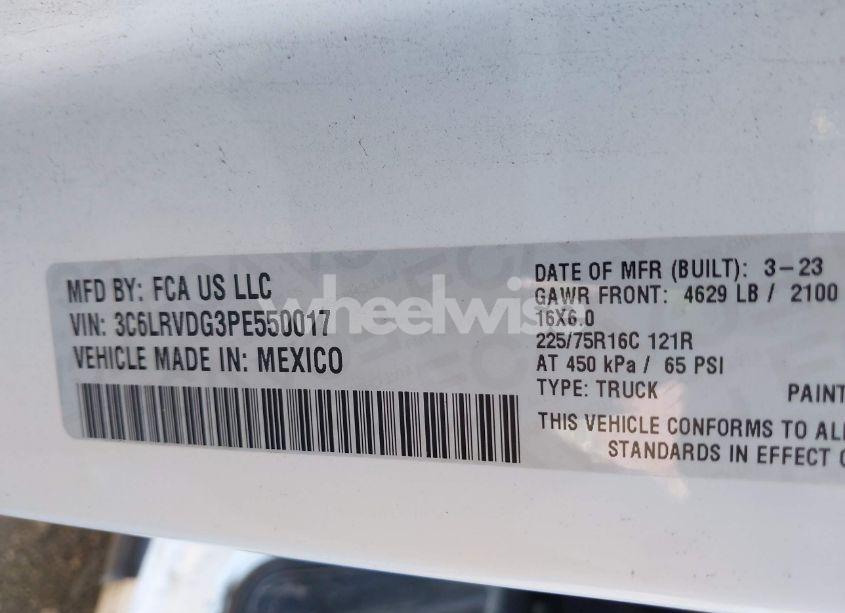 MFD BY: FCA US LLC
VIN: 3C6LRVDG3PE550017
VEHICLE MADE IN: MEXICO
DATE OF MFR (BUILT): 3-23
GAWR FRONT: 4629 LB / 2100
16X6.0
225/75R16C 121R
AT 450 kPa / 65 PSI
TYPE: TRUCK PAINT
THIS VEHICLE CONFORMS TO AL
STANDARDS IN EFFECT
wheelwise